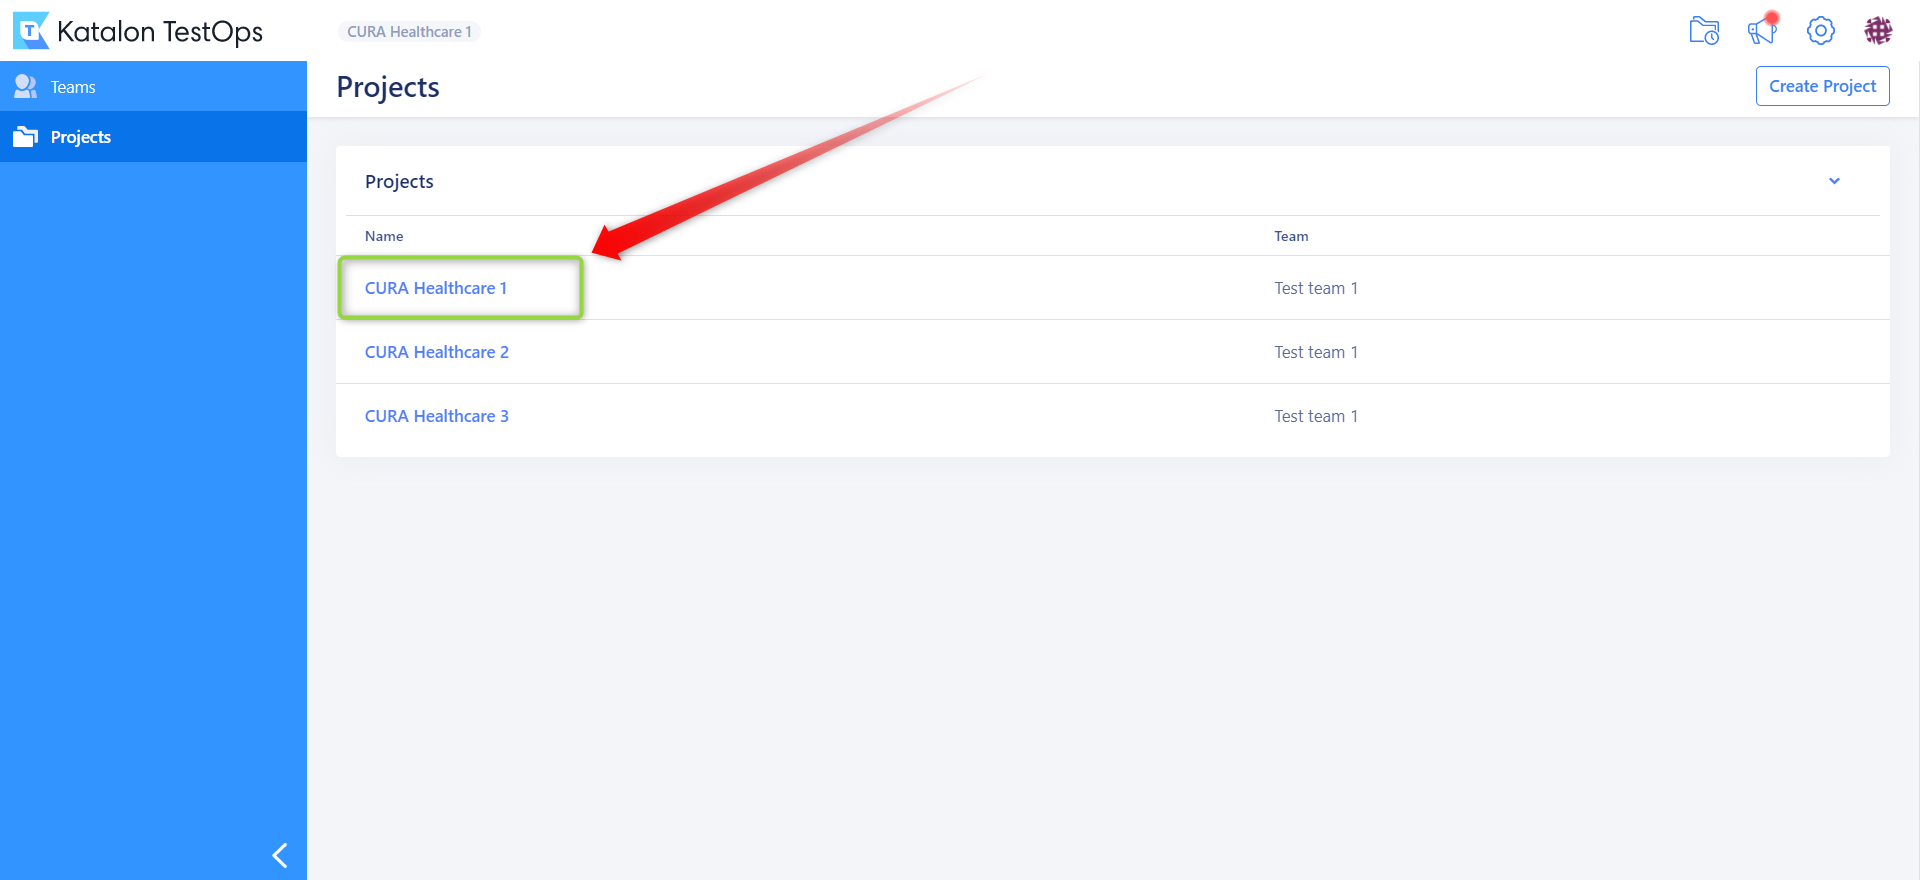 Katalon TestOps
CURA Healthcare 1
Teams
Projects
Projects
Create Project
Projects
Name Team
CURA Healthcare 1 Test team 1
CURA Healthcare 2 Test team 1
CURA Healthcare 3 Test team 1